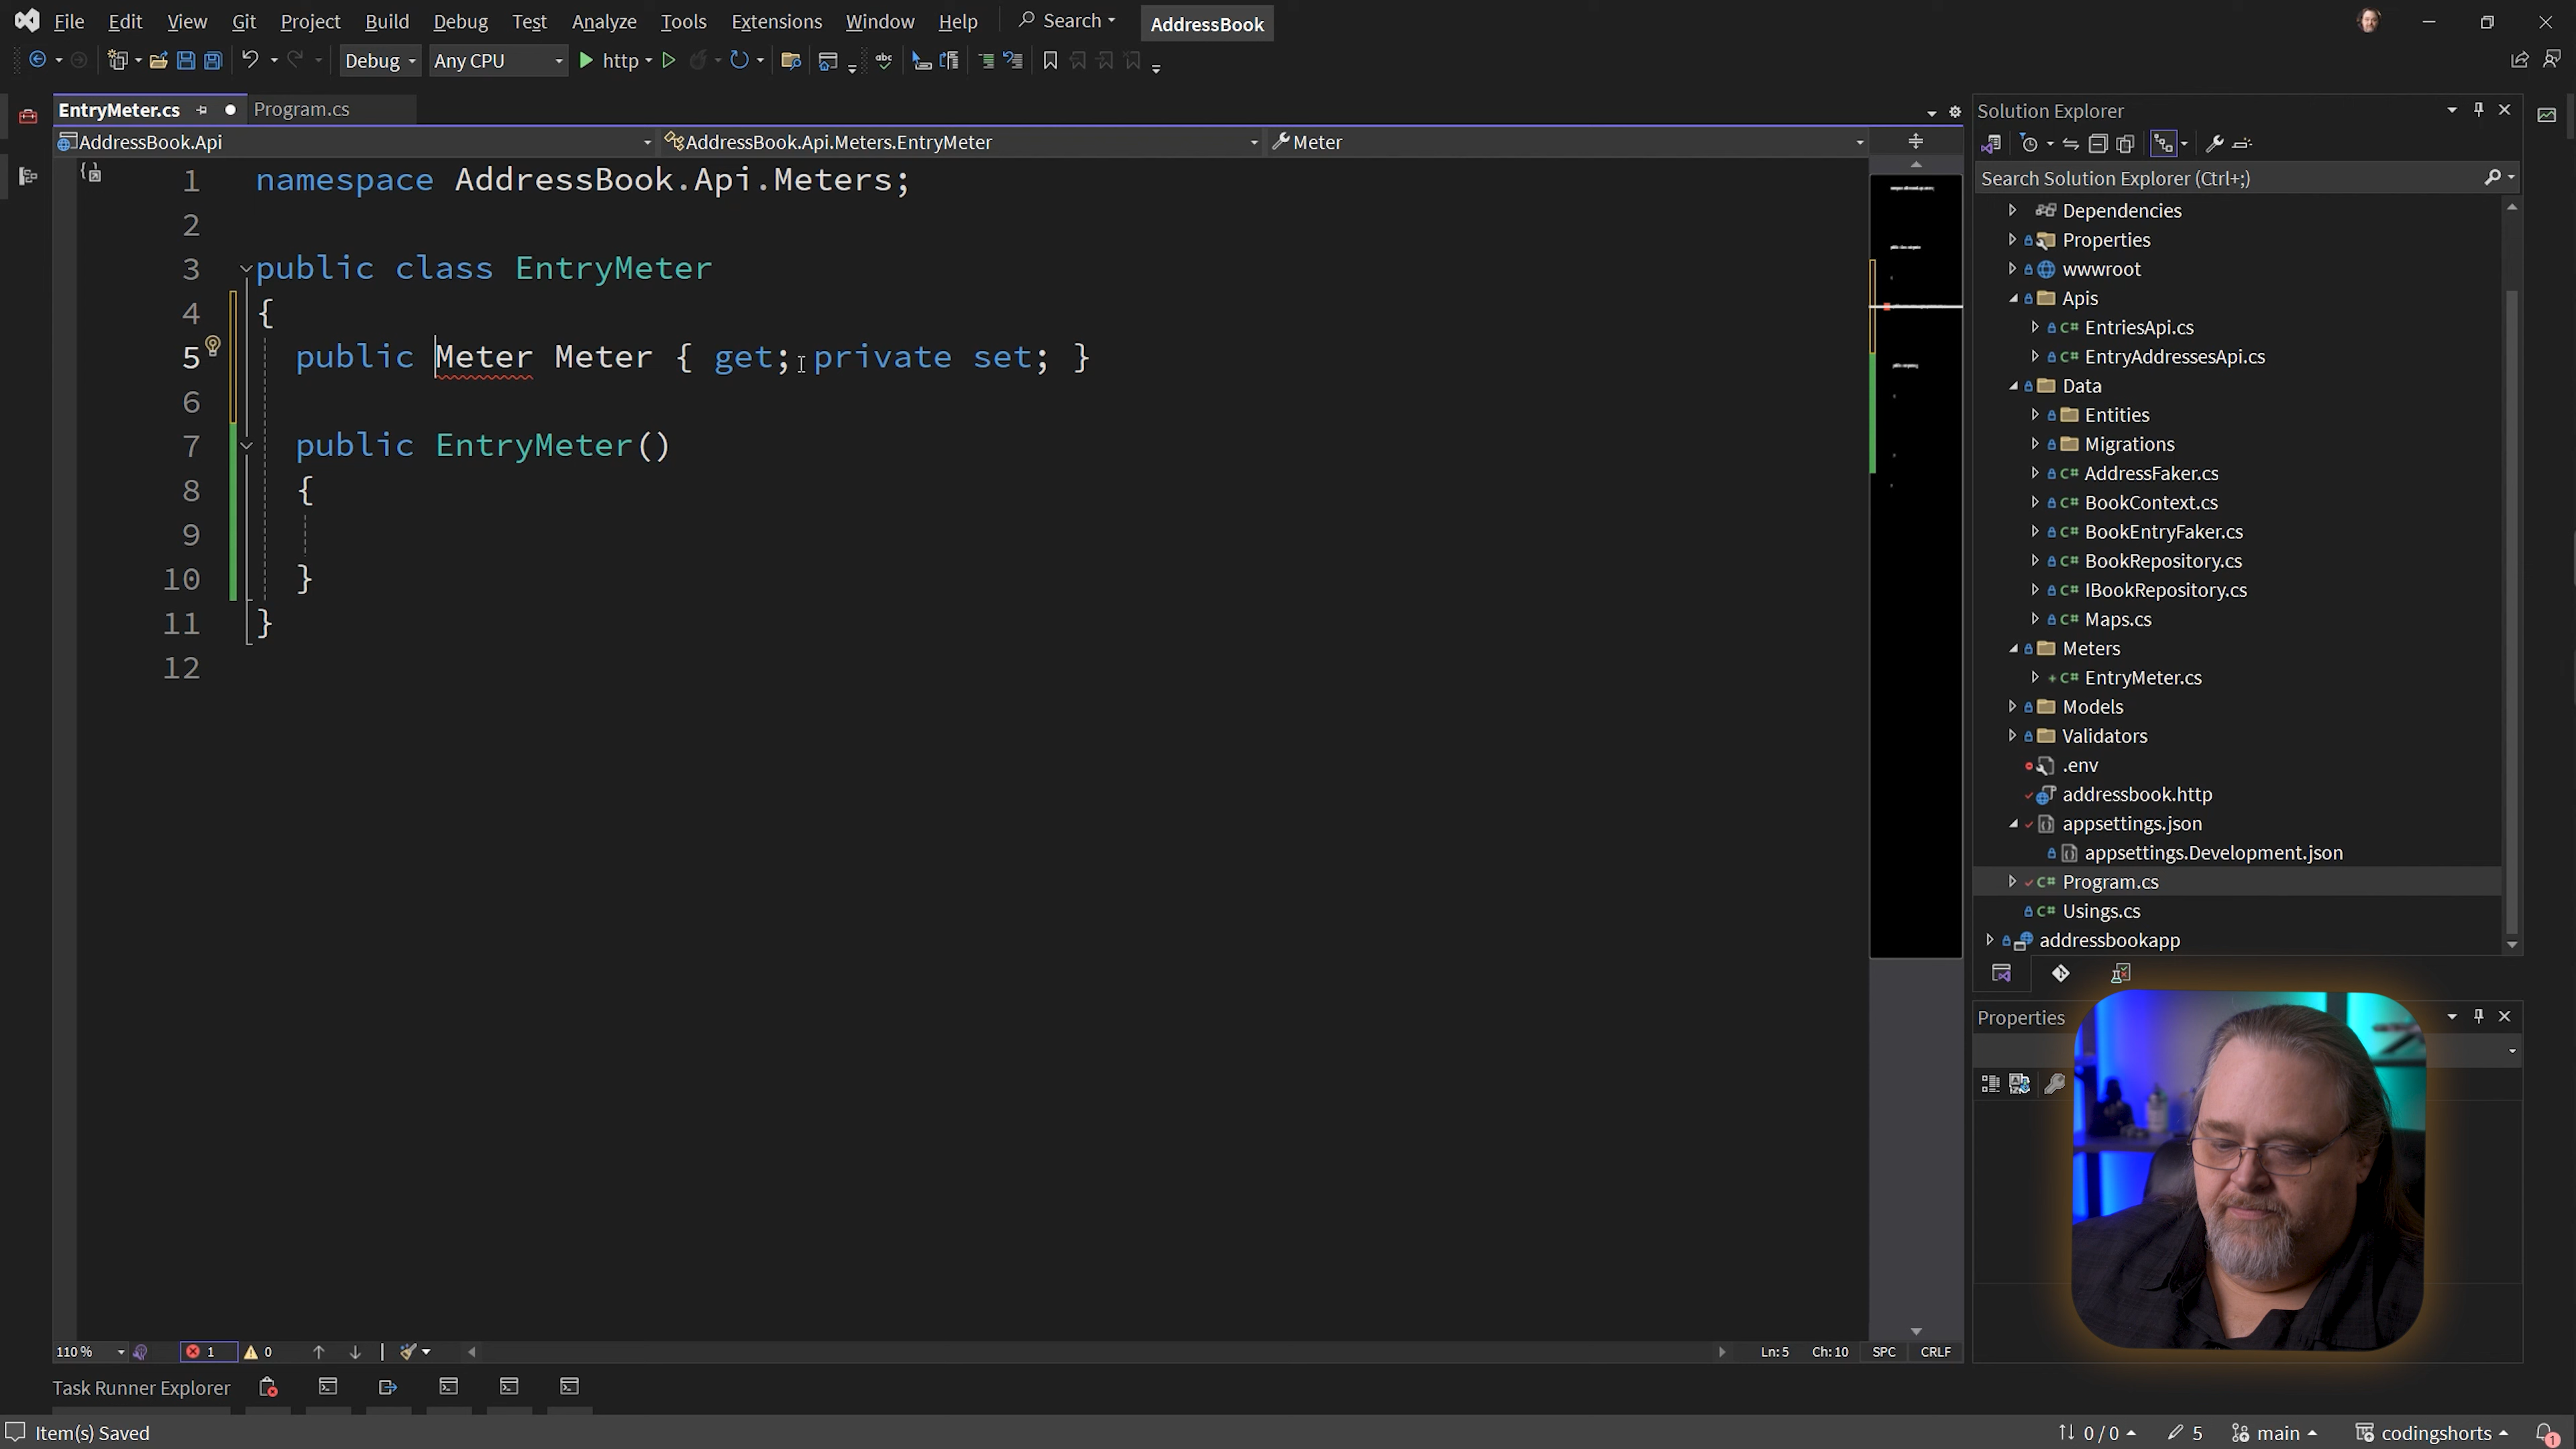 File Edit View Git Project Build Debug Test Analyze Tools Extensions Window Help Search AddressBook
Debug Any CPU http
EntryMeter.cs Program.cs
AddressBook.Api AddressBook.Api.Meters.EntryMeter Meter
1 namespace AddressBook.Api.Meters;
2
3 public class EntryMeter
4 {
5 public Meter Meter { get; private set; }
6
7 public EntryMeter()
8 {
9
10 }
11 }
12
110 % 1 0 Ln: 5 Ch: 10 SPC CRLF
Task Runner Explorer
Item(s) Saved 0 / 0 5 main codingshorts 1
Solution Explorer
Search Solution Explorer (Ctrl+;)
Dependencies
Properties
wwwroot
Apis
C# EntriesApi.cs
C# EntryAddressesApi.cs
Data
Entities
Migrations
C# AddressFaker.cs
C# BookContext.cs
C# BookEntryFaker.cs
C# BookRepository.cs
C# IBookRepository.cs
C# Maps.cs
Meters
+ C# EntryMeter.cs
Models
Validators
.env
addressbook.http
appsettings.json
appsettings.Development.json
C# Program.cs
C# Usings.cs
addressbookapp
Properties